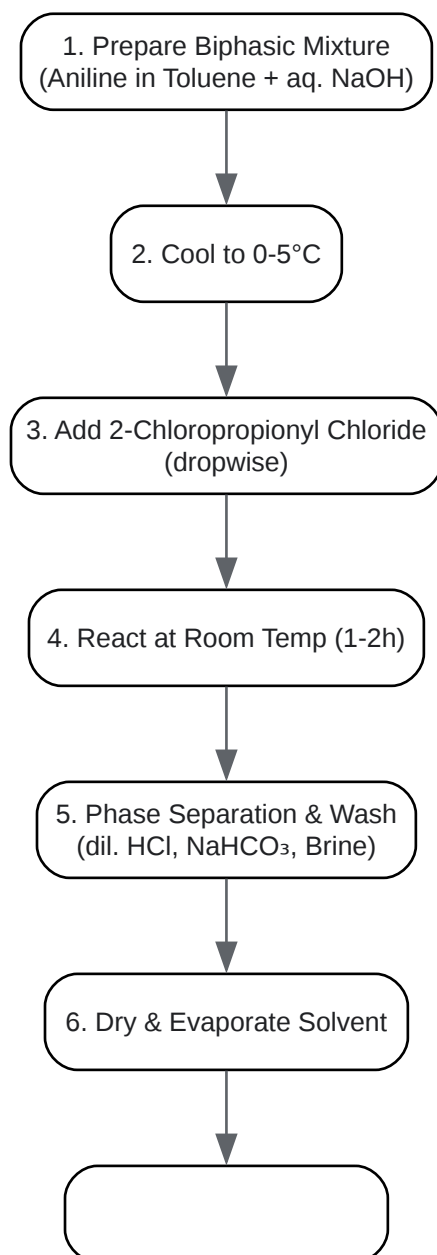 1. Prepare Biphasic Mixture
(Aniline in Toluene + aq. NaOH)
2. Cool to 0-5°C
3. Add 2-Chloropropionyl Chloride
(dropwise)
4. React at Room Temp (1-2h)
5. Phase Separation & Wash
(dil. HCl, NaHCO₃, Brine)
6. Dry & Evaporate Solvent